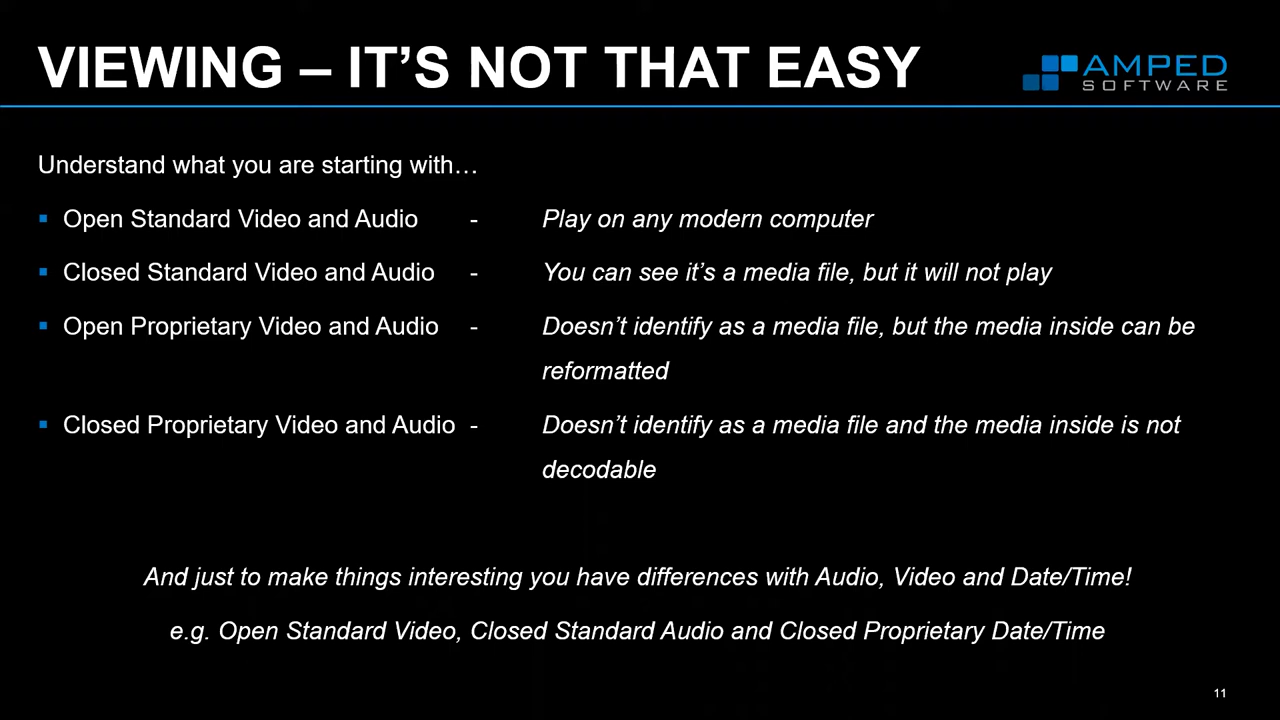 VIEWING – IT’S NOT THAT EASY
AMPED
SOFTWARE
Understand what you are starting with…
▪ Open Standard Video and Audio - Play on any modern computer
▪ Closed Standard Video and Audio - You can see it’s a media file, but it will not play
▪ Open Proprietary Video and Audio - Doesn’t identify as a media file, but the media inside can be
reformatted
▪ Closed Proprietary Video and Audio - Doesn’t identify as a media file and the media inside is not
decodable
And just to make things interesting you have differences with Audio, Video and Date/Time!
e.g. Open Standard Video, Closed Standard Audio and Closed Proprietary Date/Time
11